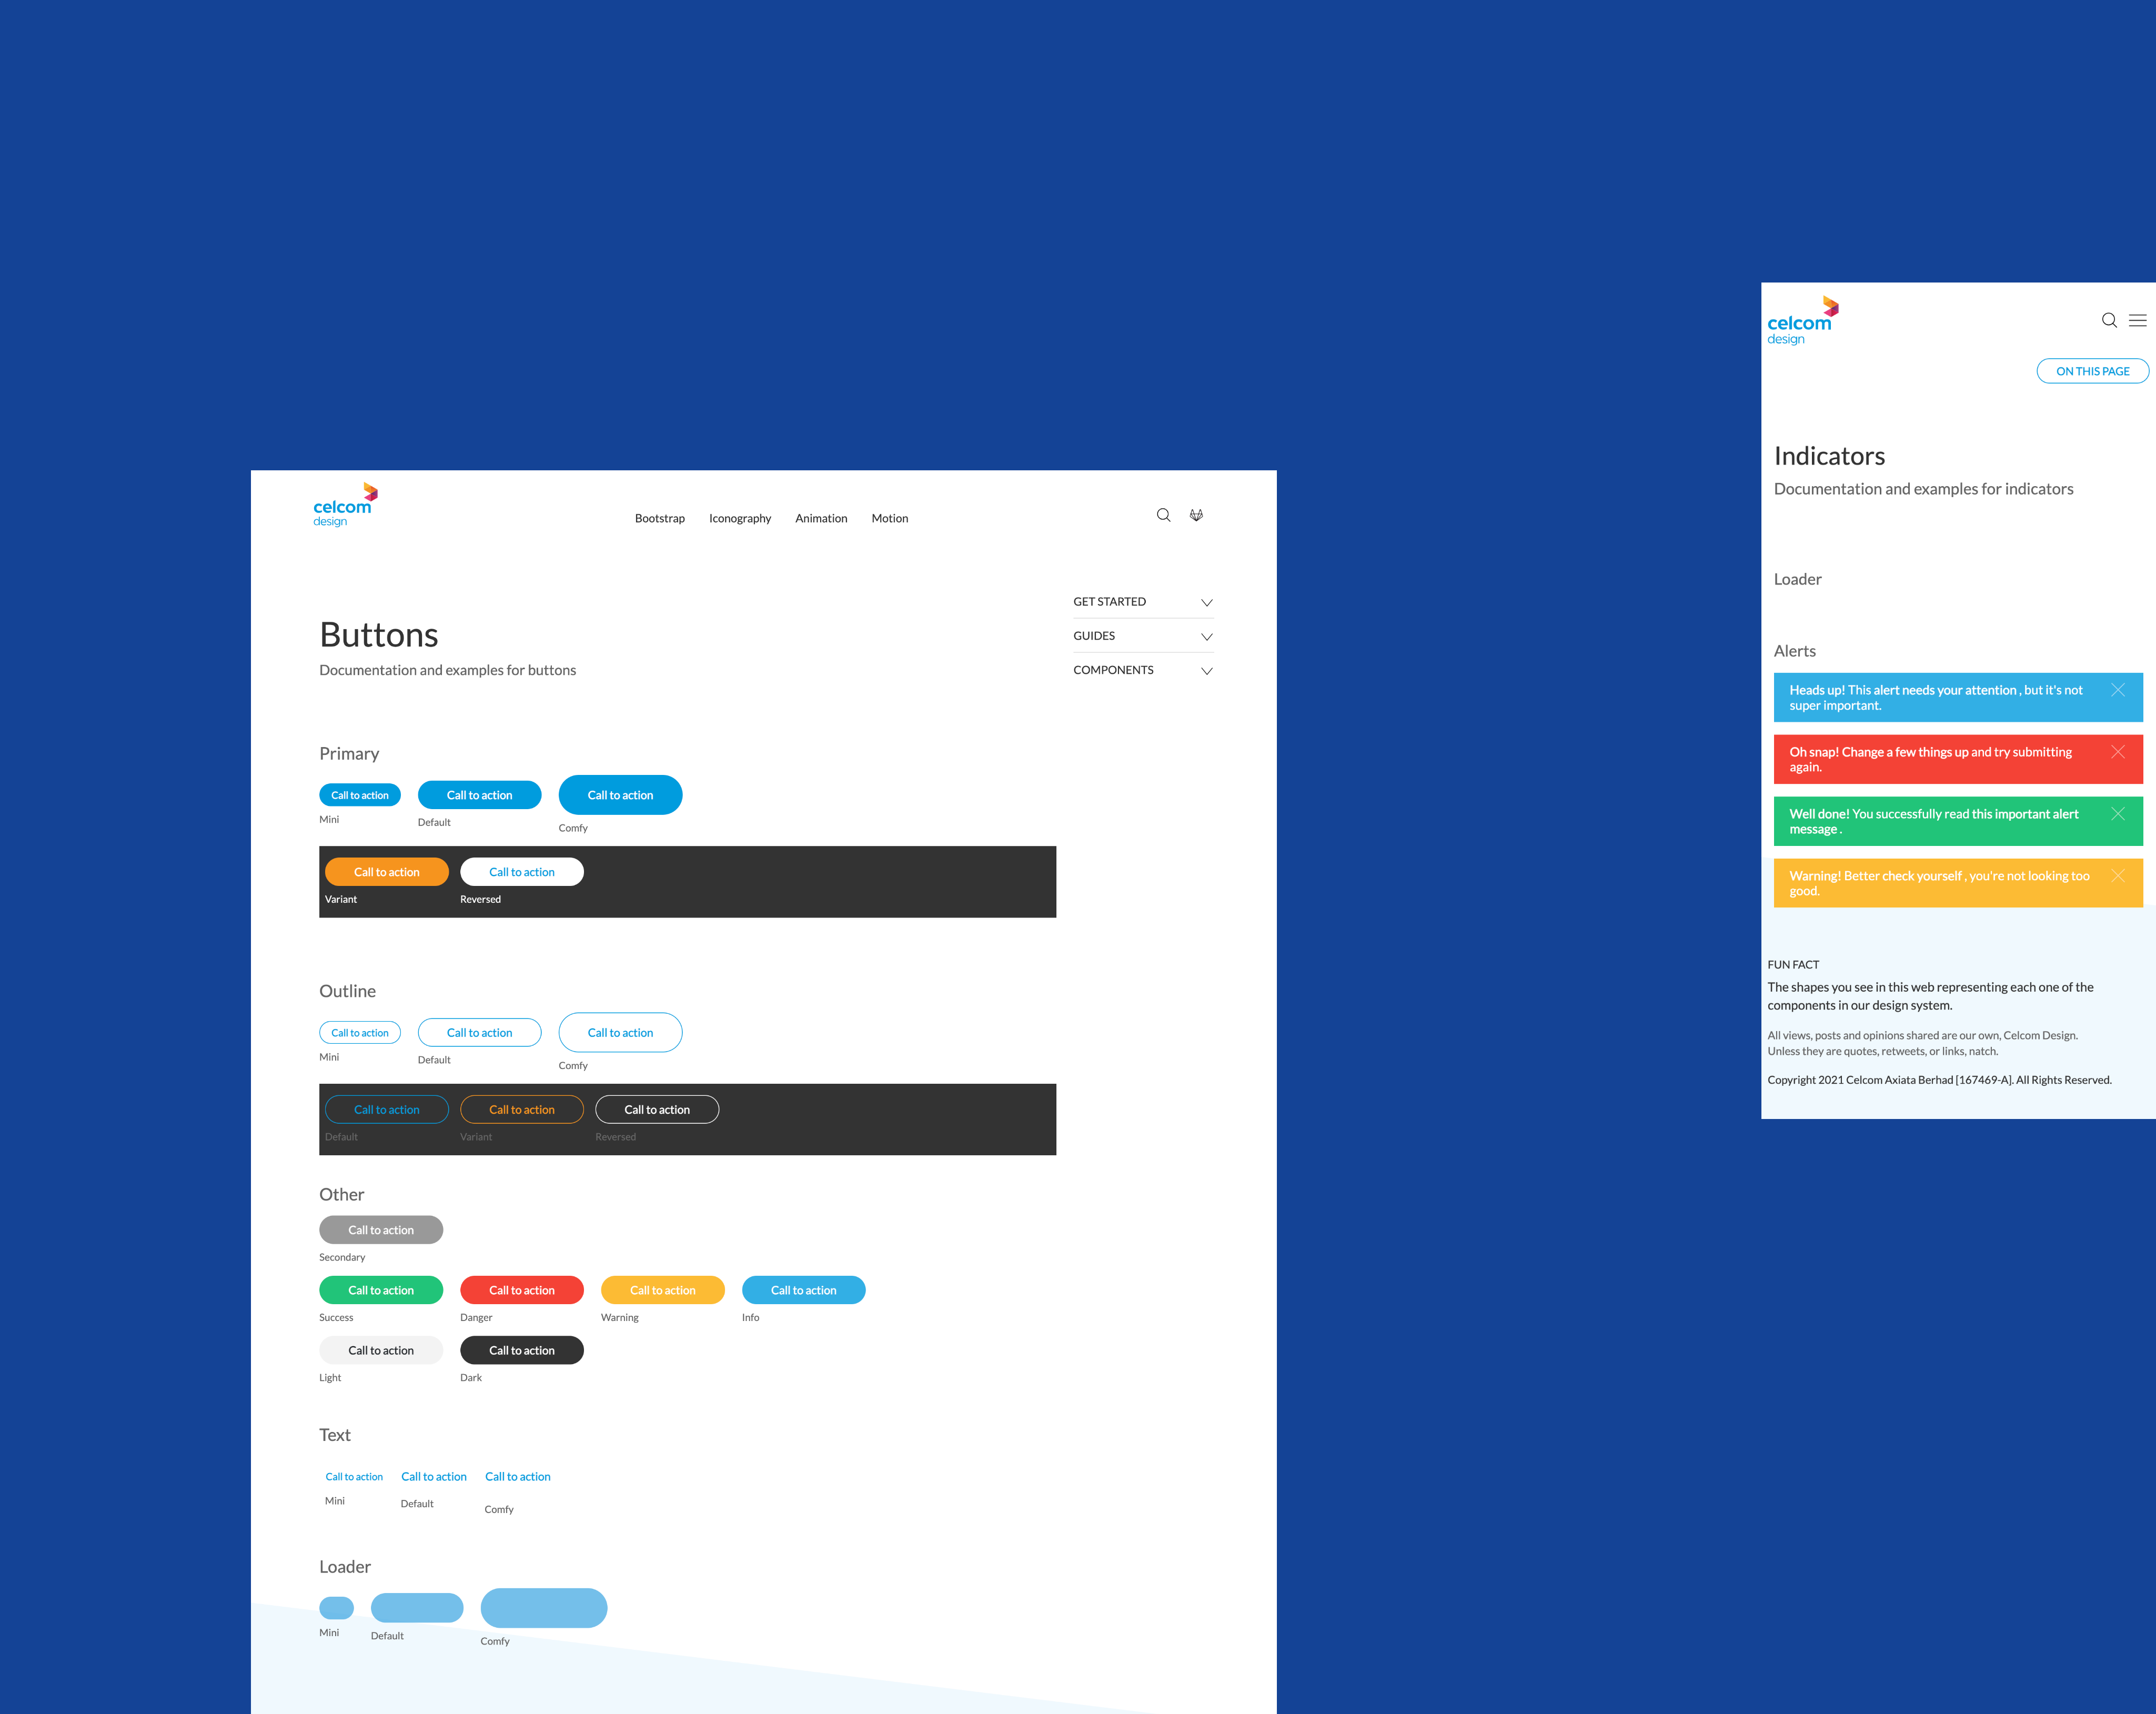 celcom
design
Bootstrap Iconography Animation Motion
GET STARTED
GUIDES
COMPONENTS
Buttons
Documentation and examples for buttons
Primary
Call to action Call to action Call to action
Mini Default Comfy
Call to action Call to action
Variant Reversed
Outline
Call to action Call to action Call to action
Mini Default Comfy
Call to action Call to action Call to action
Default Variant Reversed
Other
Call to action
Secondary
Call to action Call to action Call to action Call to action
Success Danger Warning Info
Call to action Call to action
Light Dark
Text
Call to action Call to action Call to action
Mini Default Comfy
Loader
Mini Default Comfy
celcom
design
ON THIS PAGE
Indicators
Documentation and examples for indicators
Loader
Alerts
Heads up! This alert needs your attention , but it's not
super important.
Oh snap! Change a few things up and try submitting
again.
Well done! You successfully read this important alert
message .
Warning! Better check yourself , you're not looking too
good.
FUN FACT
The shapes you see in this web representing each one of the
components in our design system.
All views, posts and opinions shared are our own, Celcom Design.
Unless they are quotes, retweets, or links, natch.
Copyright 2021 Celcom Axiata Berhad [167469-A]. All Rights Reserved.